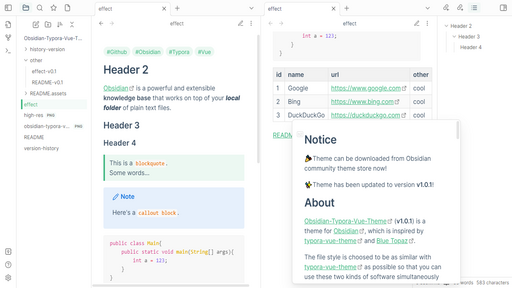 effect
effect
Obsidian-Typora-Vue-T...
history-version
other
effect-v0.1
README-v0.1
README.assets
effect
high-res PNG
obsidian-typora-v... PNG
README
version-history
effect
#Github #Obsidian #Typora #Vue
Header 2
Obsidian is a powerful and extensible
knowledge base that works on top of your local
folder of plain text files.
Header 3
Header 4
This is a blockquote.
Some words...
Note
Here's a callout block.
public class Main{
public static void main(String[] args){
int a = 123;
}
}
effect
int a = 123;
}
}
id name url other
1 Google https://www.google.com cool
2 Bing https://www.bing.com cool
3 DuckDuckGo https://duckduckgo.com cool
README
Notice
🎉Theme can be downloaded from Obsidian
community theme store now!
Theme has been updated to version v1.0.1!
About
Obsidian-Typora-Vue-Theme (v1.0.1) is a
theme for Obsidian, which is inspired by
typora-vue-theme and Blue Topaz.
The file style is chosen to be as similar with
typora-vue-theme as possible so that you can
use these two kinds of software simultaneously
Header 2
Header 3
Header 4
words 583 characters